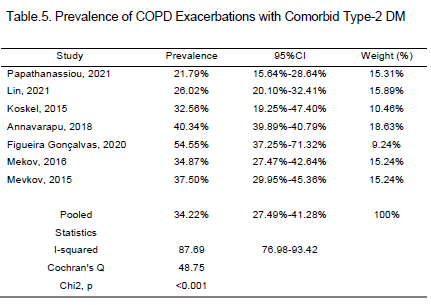 Table.5. Prevalence of COPD Exacerbations with Comorbid Type-2 DM
Study Prevalence 95%CI Weight (%)
Papathanassiou, 2021 21.79% 15.64%-28.64% 15.31%
Lin, 2021 26.02% 20.10%-32.41% 15.89%
Koskel, 2015 32.56% 19.25%-47.40% 10.46%
Annavarapu, 2018 40.34% 39.89%-40.79% 18.63%
Figueira Gonçalvas, 2020 54.55% 37.25%-71.32% 9.24%
Mekov, 2016 34.87% 27.47%-42.64% 15.24%
Mevkov, 2015 37.50% 29.95%-45.36% 15.24%
Pooled 34.22% 27.49%-41.28% 100%
Statistics
I-squared 87.69 76.98-93.42
Cochran's Q 48.75
Chi2, p <0.001